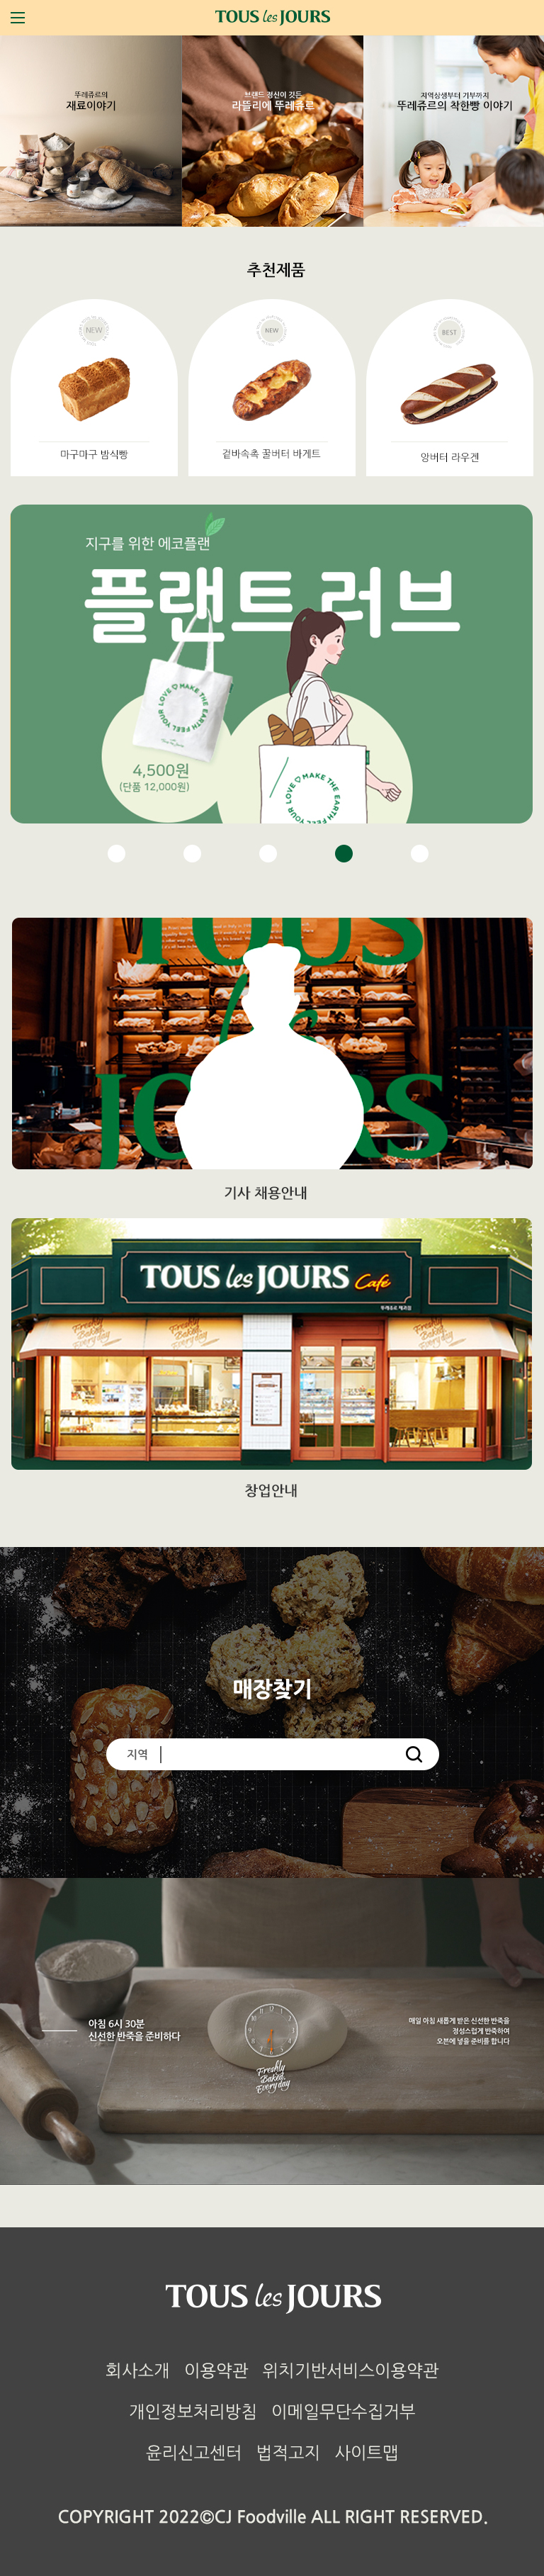 TOUS les JOURS
뚜레쥬르의
재료이야기
브랜드 정신이 깃든
라뜰리에 뚜레쥬르
지역상생부터 기부까지
뚜레쥬르의 착한빵 이야기
추천제품
NEW
NEW
BEST
마구마구 밤식빵
겉바속촉 꿀버터 바게트
앙버터 라우겐
지구를 위한 에코플랜
플랜트 러브
MAKE THE EARTH FEEL YOUR
4,500원
(단품 12,000원)
MAKE THE EARTH FEEL YOUR
TOUS
les
JOURS
기사 채용안내
TOUS les JOURS Café
Freshly Baked Everyday
Freshly Baked Everyday
창업안내
매장찾기
지역
아침 6시 30분
신선한 반죽을 준비하다
Freshly
Baked,
Everyday
매일 아침 새롭게 받은 신선한 반죽을
정성스럽게 반죽하여
오븐에 넣을 준비를 합니다
TOUS les JOURS
회사소개 이용약관 위치기반서비스이용약관
개인정보처리방침 이메일무단수집거부
윤리신고센터 법적고지 사이트맵
COPYRIGHT 2022©CJ Foodville ALL RIGHT RESERVED.